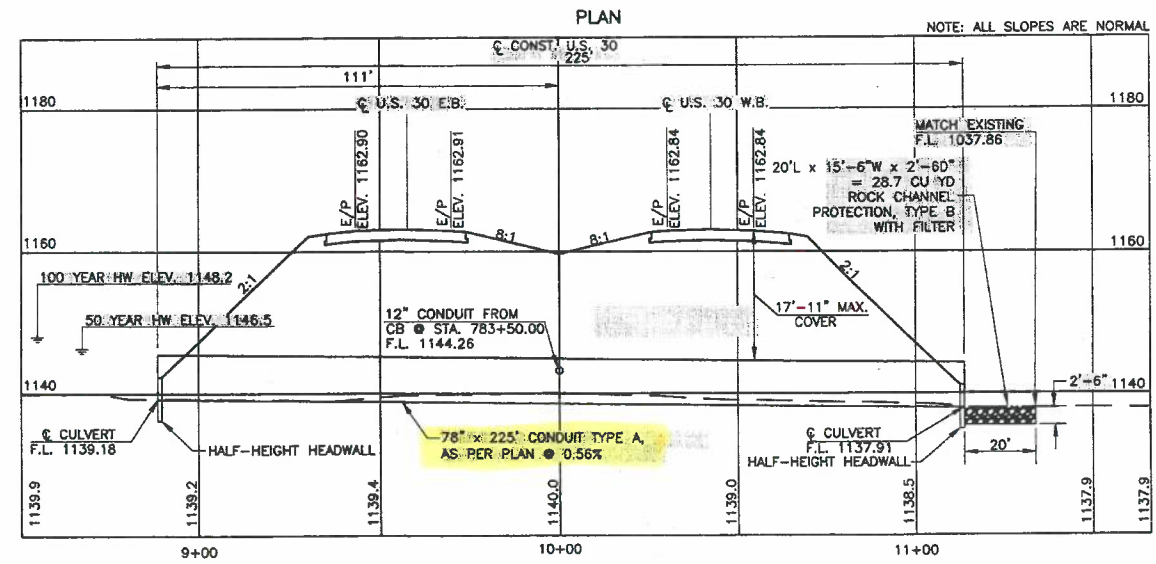 PLAN
NOTE: ALL SLOPES ARE NORMAL
℄ CONST. U.S. 30
225'
111'
1180
℄ U.S. 30 E.B.
℄ U.S. 30 W.B.
1180
MATCH EXISTING
F.L. 1037.86
E/P
ELEV. 1162.90
E/P
ELEV. 1162.91
E/P
ELEV. 1162.84
E/P
ELEV. 1162.84
20'L x 15'-6"W x 2'-6D"
= 28.7 CU YD
ROCK CHANNEL
PROTECTION, TYPE B
WITH FILTER
1160
8:1
8:1
1160
2:1
2:1
100 YEAR HW ELEV. 1148.2
50 YEAR HW ELEV. 1146.5
12" CONDUIT FROM
CB @ STA. 783+50.00
F.L. 1144.26
17'-11" MAX.
COVER
1140
2'-6"
1140
℄ CULVERT
F.L. 1139.18
HALF-HEIGHT HEADWALL
78" x 225' CONDUIT TYPE A,
AS PER PLAN @ 0.56%
℄ CULVERT
F.L. 1137.91
HALF-HEIGHT HEADWALL
20'
1139.9
1139.2
1139.4
1140.0
1139.0
1138.5
1137.9
1137.9
9+00
10+00
11+00